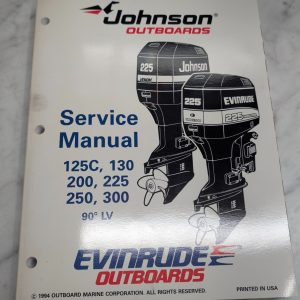 Johnson
OUTBOARDS
225
Johnson
225
EVINRUDE
225
Service
Manual
125C, 130
200, 225
250, 300
90° LV
EVINRUDE
OUTBOARDS
© 1994 OUTBOARD MARINE CORPORATION. ALL RIGHTS RESERVED.
PRINTED IN USA